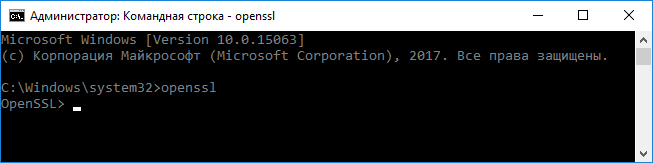 Администратор: Командная строка - openssl
Microsoft Windows [Version 10.0.15063]
(c) Корпорация Майкрософт (Microsoft Corporation), 2017. Все права защищены.
C:\Windows\system32>openssl
OpenSSL>